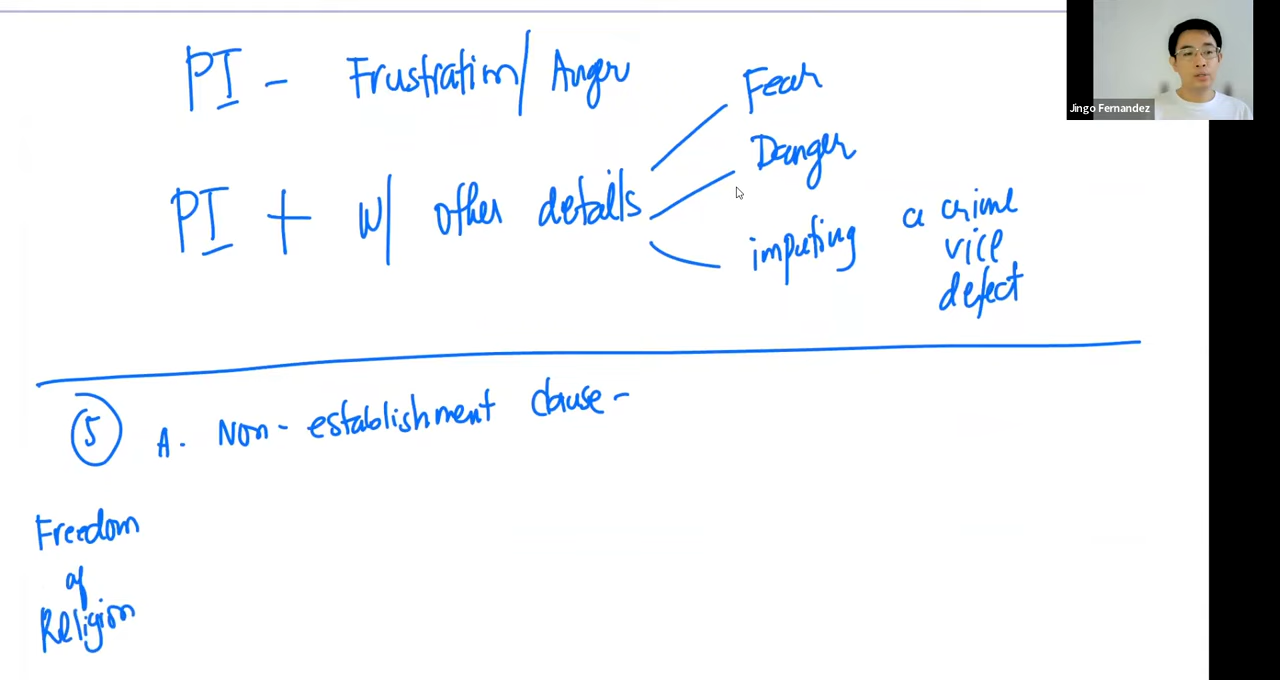 PI - Frustration/ Anger
Fear
Danger
PI + w/ other details
imputing a crime
vice
defect
5 A. Non-establishment clause -
Freedom
of
Religion
Jingo Fernandez